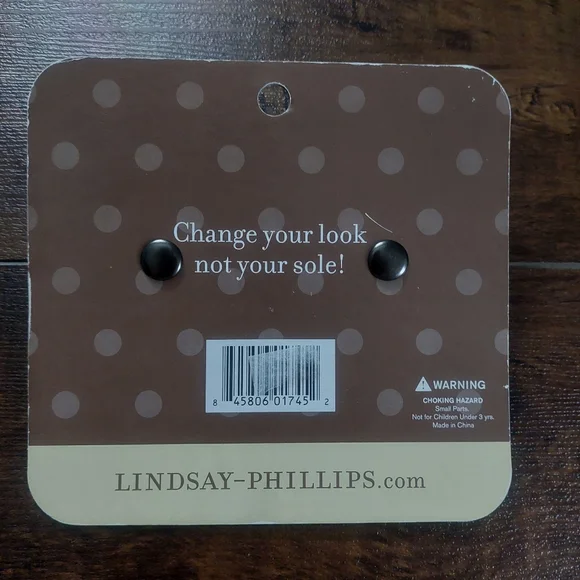 Change your look
not your sole!
8 45806 01745 2
WARNING
CHOKING HAZARD
Small Parts.
Not for Children Under 3 yrs.
Made in China
LINDSAY-PHILLIPS.com